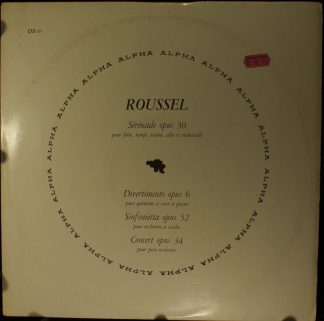 DB 61
ALPHA ALPHA ALPHA ALPHA ALPHA ALPHA ALPHA ALPHA ALPHA ALPHA ALPHA ALPHA ALPHA ALPHA ALPHA ALPHA ALPHA ALPHA ALPHA ALPHA
ROUSSEL
Sérénade opus 30
pour flûte, harpe, violon, alto et violoncelle
Divertimento opus 6
pour quintette à vent et piano
Sinfonietta opus 52
pour orchestre à cordes
Concert opus 34
pour petit orchestre